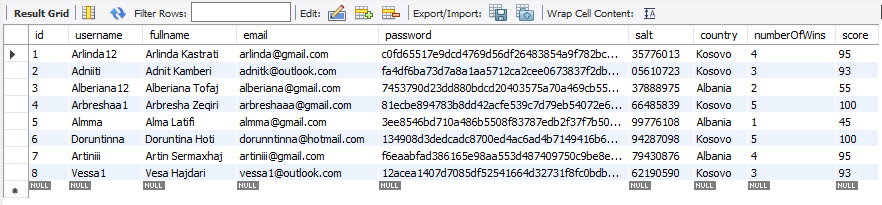 Result Grid Filter Rows: Edit: Export/Import: Wrap Cell Content:
id username fullname email password salt country numberOfWins score
1 Arlinda12 Arlinda Kastrati arlinda@gmail.com c0fd65517e9dcd4769d56df26483854a9f782bc... 35776013 Kosovo 4 95
2 Adniiti Adnit Kamberi adnitk@outlook.com fa4df6ba73d7a8a1aa5712ca2cee0673837f2db... 05610723 Kosovo 3 93
3 Alberiana12 Alberiana Tofaj alberiana@gmail.com 7453790d23dd880bdcd20403575a70a469cb55... 37888975 Albania 2 55
4 Arbreshaa1 Arbresha Zeqiri arbreshaaa@gmail.com 81ecbe894783b8dd42acfe539c7d79eb54072e6... 66485839 Kosovo 5 100
5 Almma Alma Latifi almma@gmail.com 3ee8546bd710a486b5508f83787edb2f37f7b50... 99776108 Albania 1 45
6 Doruntinna Doruntina Hoti dorunntinna@hotmail.com 134908d3dedcadc8700ed4ac6ad4b7149416b6... 94287098 Kosovo 5 100
7 Artiniii Artin Sermaxhaj artiniii@gmail.com f6eaabfad386165e98aa553d487409750c9be8e... 79430876 Albania 4 95
8 Vessa1 Vesa Hajdari vessa1@outlook.com 12acea1407d7085df52541664d32731f8fc0bdb... 62190590 Kosovo 3 93
NULL NULL NULL NULL NULL NULL NULL NULL NULL